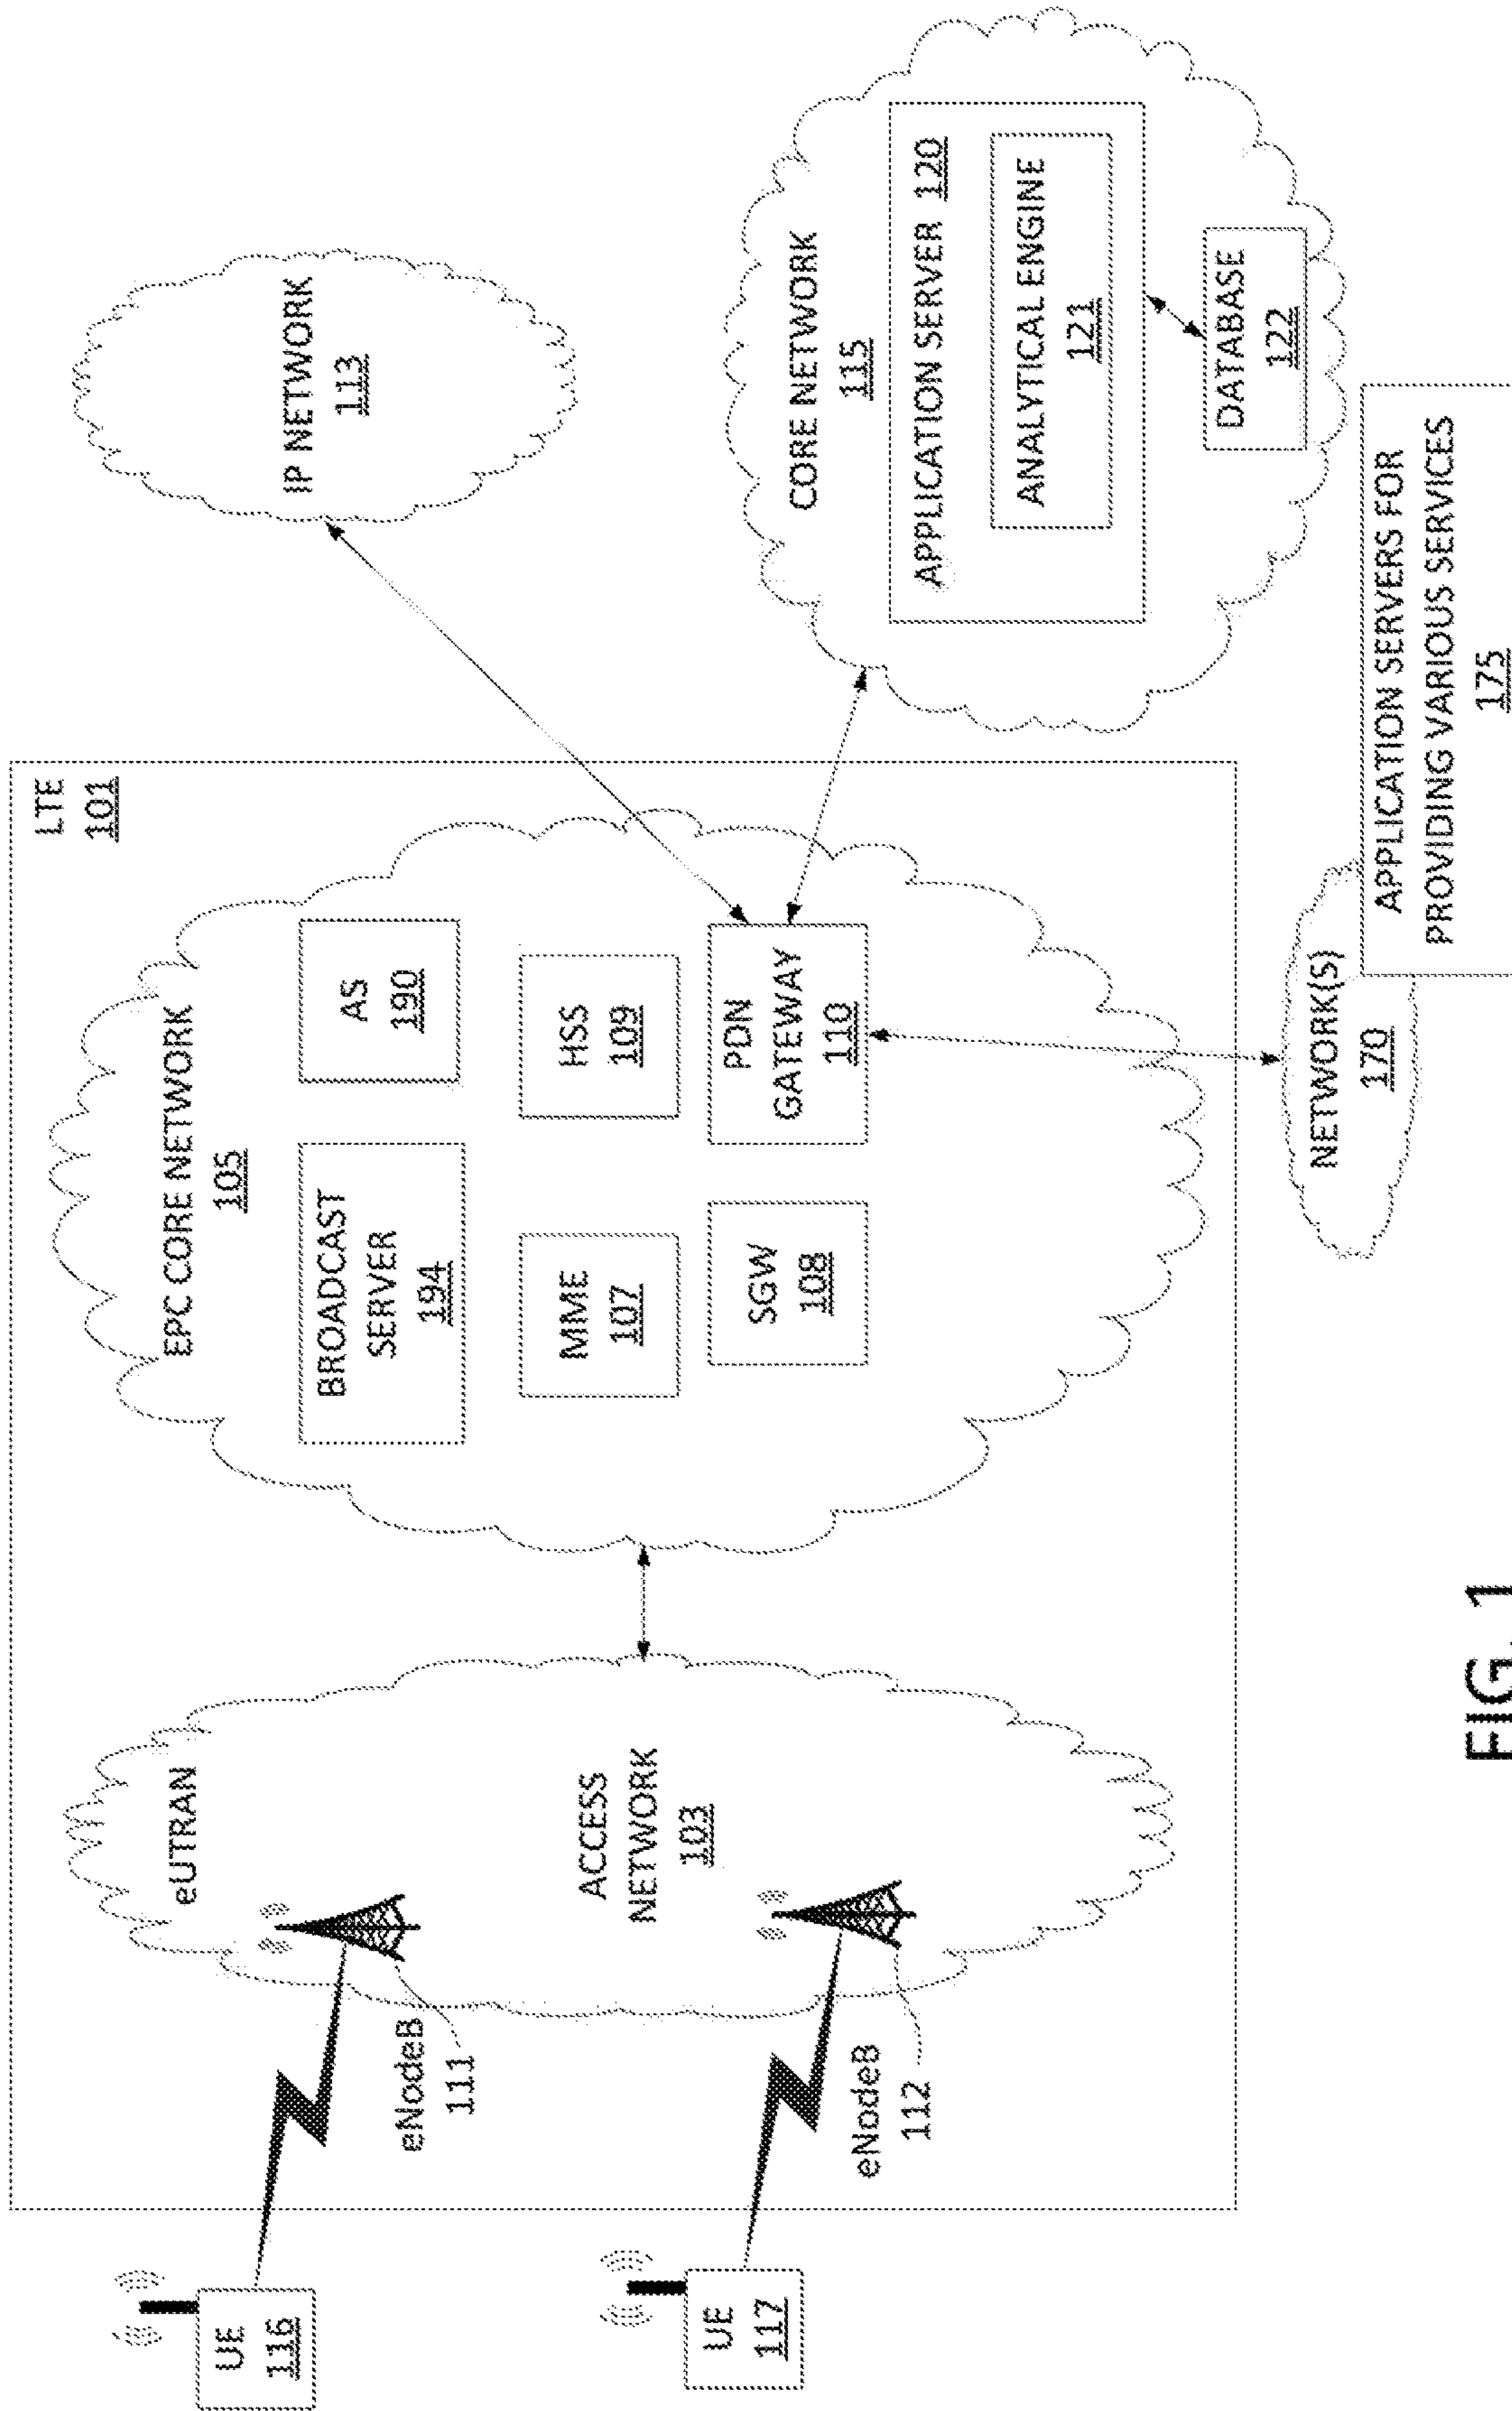 LTE
101
EPC CORE NETWORK
105
BROADCAST
SERVER
194
AS
190
MME
107
HSS
109
SGW
108
PDN
GATEWAY
110
eUTRAN
ACCESS
NETWORK
103
eNodeB
111
eNodeB
112
UE
116
UE
117
IP NETWORK
113
CORE NETWORK
115
APPLICATION SERVER 120
ANALYTICAL ENGINE
121
DATABASE
122
NETWORK(S)
170
APPLICATION SERVERS FOR
PROVIDING VARIOUS SERVICES
175
FIG. 1